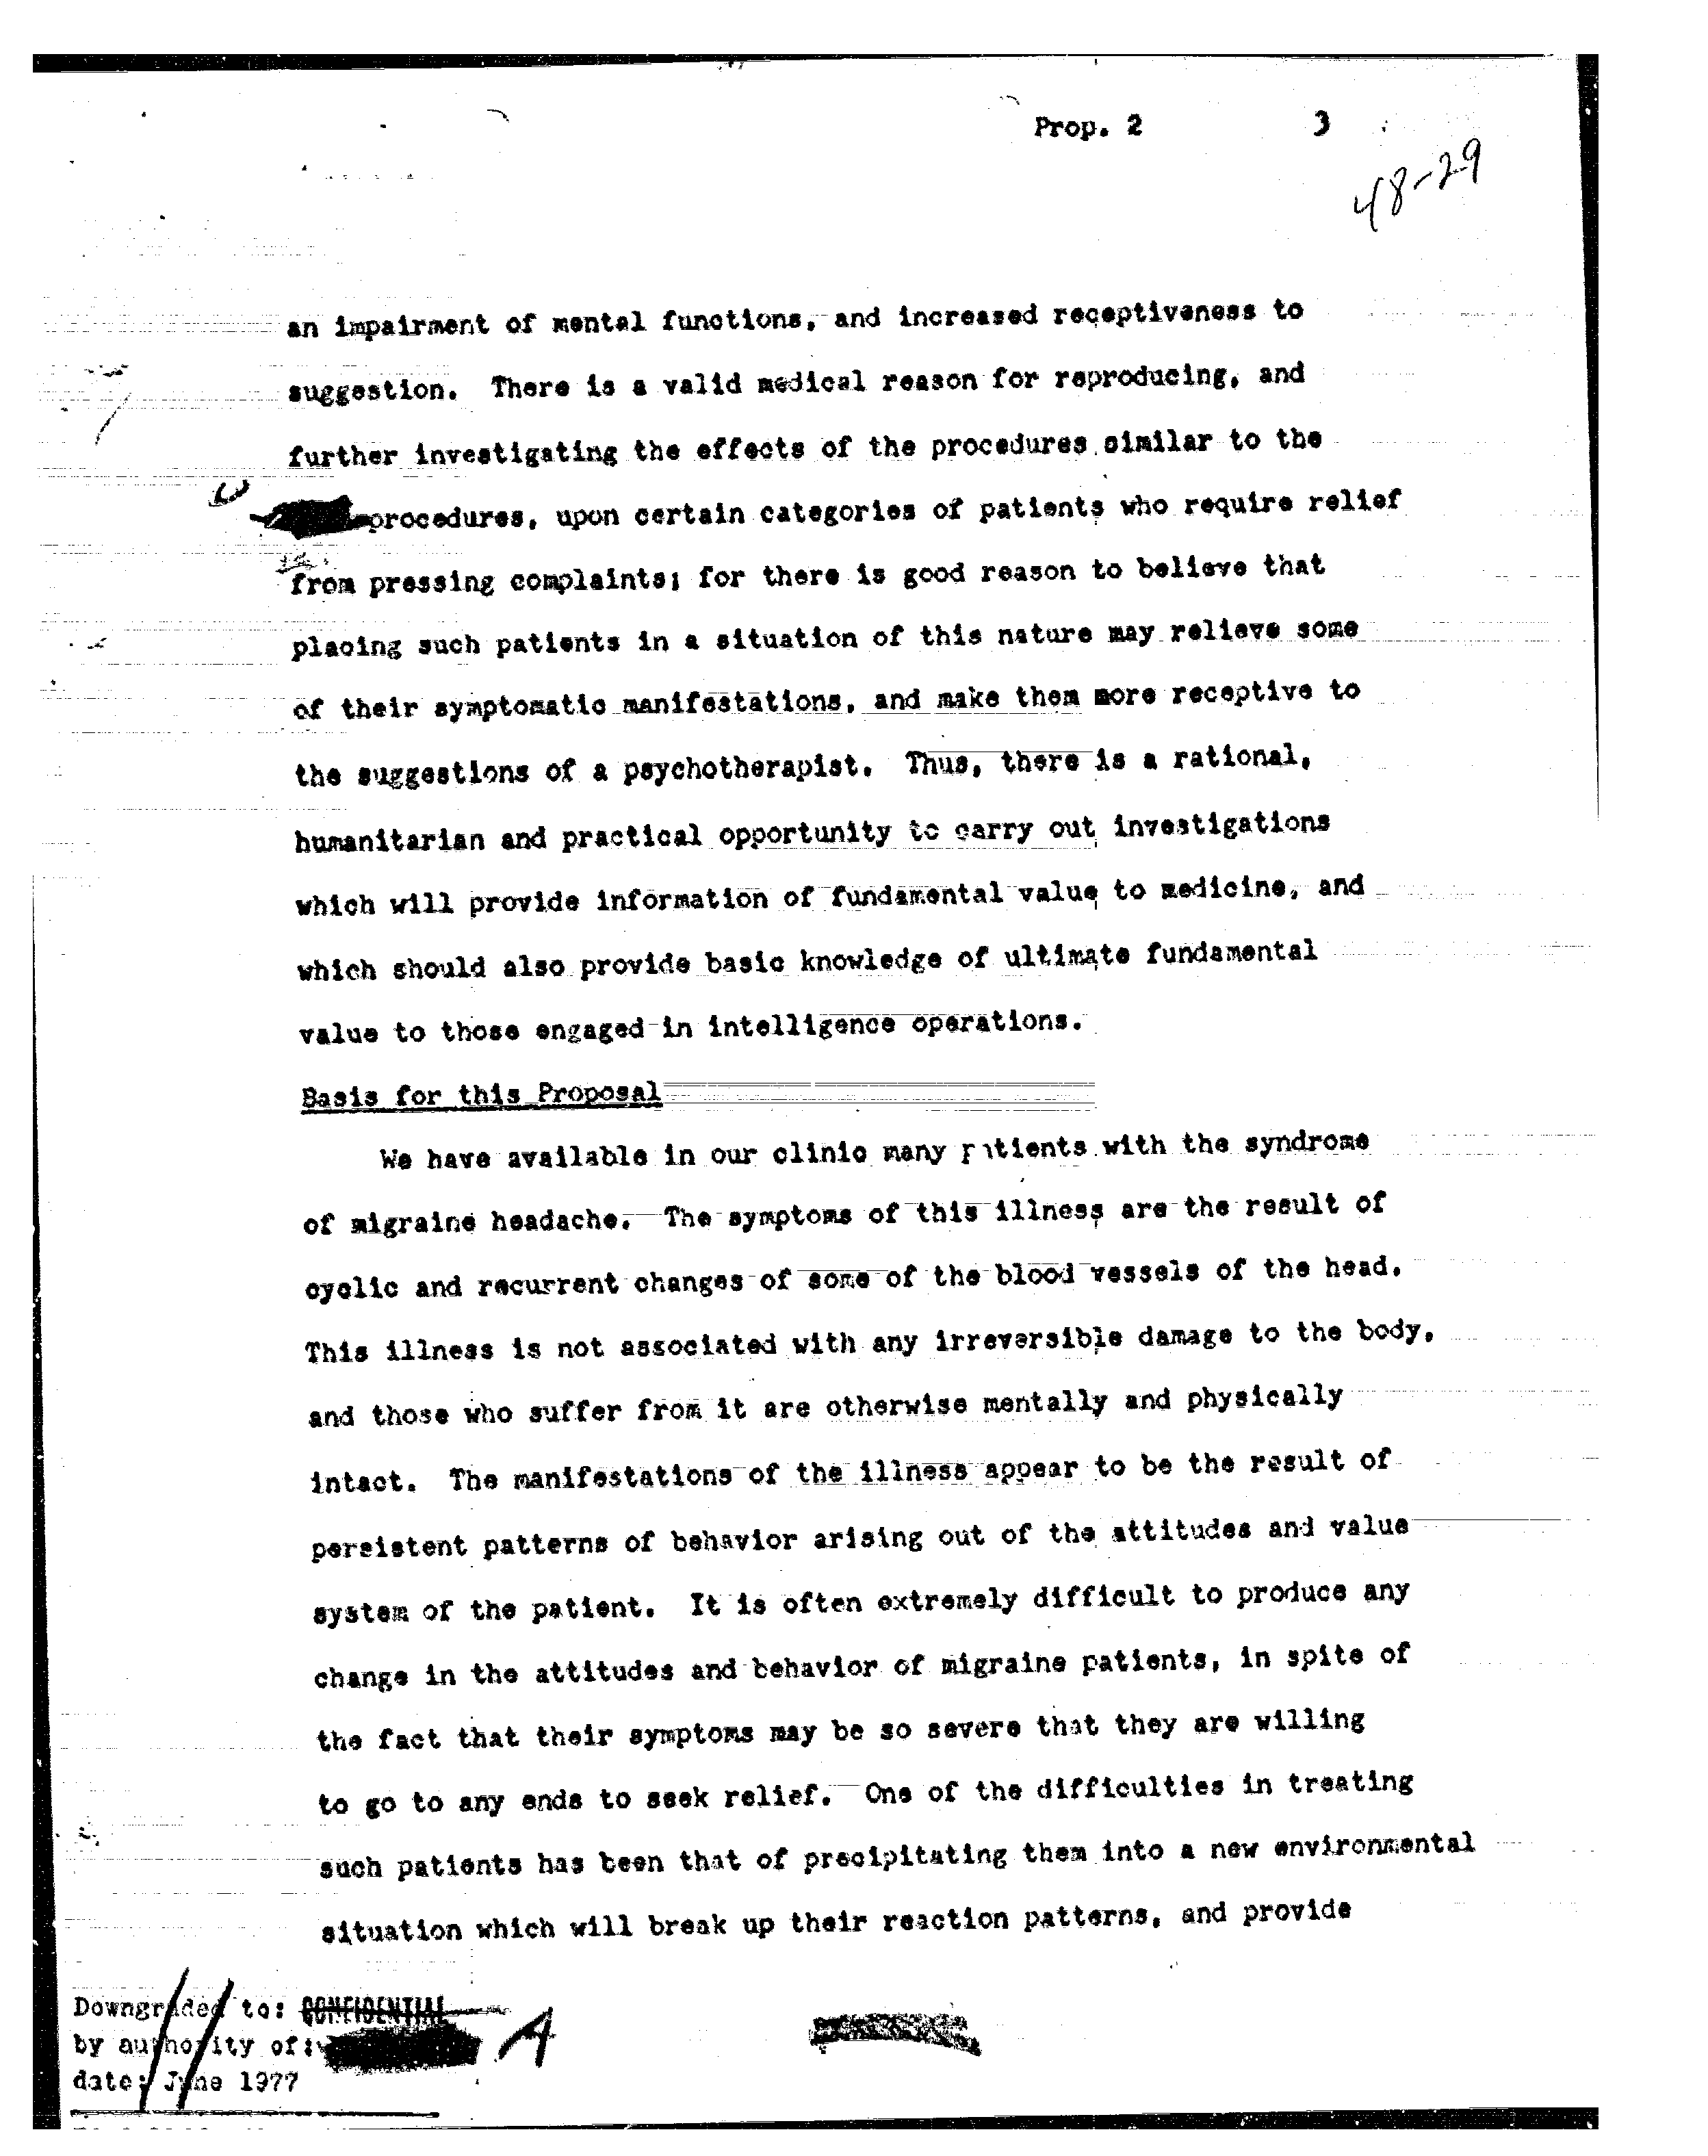 Prop. 2 3
48-29
an impairment of mental functions, and increased receptiveness to
suggestion. There is a valid medical reason for reproducing, and
further investigating the effects of the procedures similar to the
procedures, upon certain categories of patients who require relief
from pressing complaints; for there is good reason to believe that
placing such patients in a situation of this nature may relieve some
of their symptomatic manifestations, and make them more receptive to
the suggestions of a psychotherapist. Thus, there is a rational,
humanitarian and practical opportunity to carry out investigations
which will provide information of fundamental value to medicine, and
which should also provide basic knowledge of ultimate fundamental
value to those engaged in intelligence operations.
Basis for this Proposal
We have available in our clinic many patients with the syndrome
of migraine headache. The symptoms of this illness are the result of
cyclic and recurrent changes of some of the blood vessels of the head.
This illness is not associated with any irreversible damage to the body,
and those who suffer from it are otherwise mentally and physically
intact. The manifestations of the illness appear to be the result of
persistent patterns of behavior arising out of the attitudes and value
system of the patient. It is often extremely difficult to produce any
change in the attitudes and behavior of migraine patients, in spite of
the fact that their symptoms may be so severe that they are willing
to go to any ends to seek relief. One of the difficulties in treating
such patients has been that of precipitating them into a new environmental
situation which will break up their reaction patterns, and provide
Downgraded to: CONFIDENTIAL
by authority of: A
date: June 1977